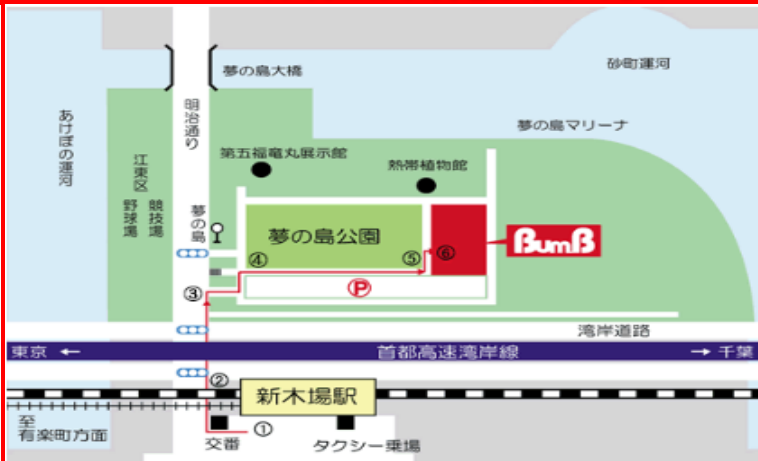 夢の島大橋
砂町運河
あけぼの運河
明治通り
夢の島マリーナ
江東区
野球場
競技場
第五福竜丸展示館
熱帯植物館
夢の島
夢の島公園
BumB
④
⑤
⑥
③
P
湾岸道路
東京 ←
首都高速湾岸線
→ 千葉
②
新木場駅
至
有楽町方面
交番
①
タクシー乗場